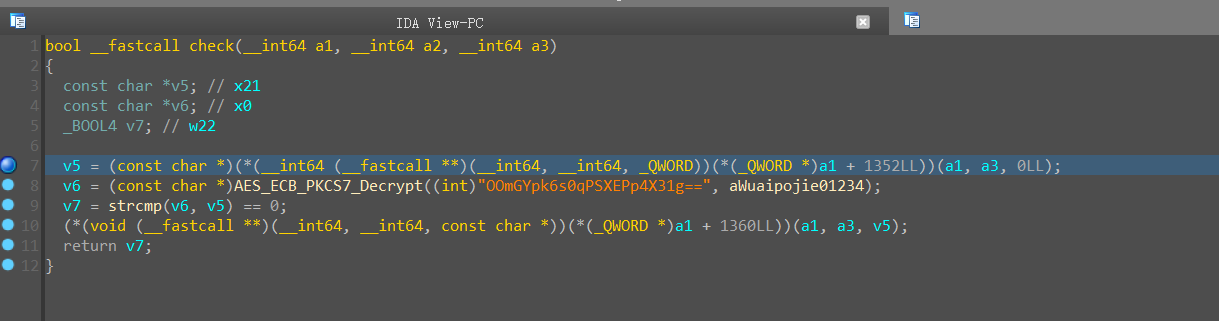 IDA View-PC
1 bool __fastcall check(__int64 a1, __int64 a2, __int64 a3)
2 {
3 const char *v5; // x21
4 const char *v6; // x0
5 _BOOL4 v7; // w22
6
7 v5 = (const char *)(*(__int64 (__fastcall **)(__int64, __int64, _QWORD))(*(_QWORD *)a1 + 1352LL))(a1, a3, 0LL);
8 v6 = (const char *)AES_ECB_PKCS7_Decrypt((int)"OOmGYpk6s0qPSXEPp4X31g==", aWuaipojie01234);
9 v7 = strcmp(v6, v5) == 0;
10 (*(void (__fastcall **)(__int64, __int64, const char *))(*(_QWORD *)a1 + 1360LL))(a1, a3, v5);
11 return v7;
12 }